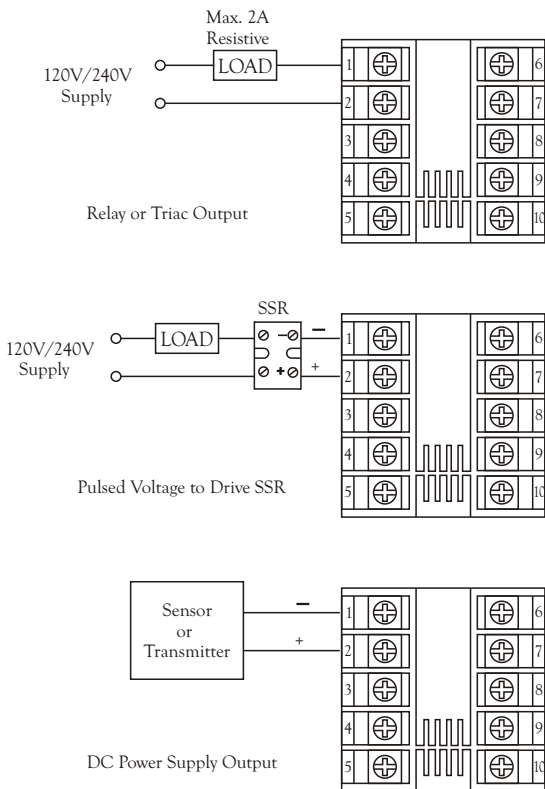 Max. 2A
Resistive
120V/240V
Supply
LOAD
1
2
3
4
5
6
7
8
9
10
Relay or Triac Output
SSR
120V/240V
Supply
LOAD
−
−
+
+
1
2
3
4
5
6
7
8
9
10
Pulsed Voltage to Drive SSR
Sensor
or
Transmitter
−
+
1
2
3
4
5
6
7
8
9
10
DC Power Supply Output